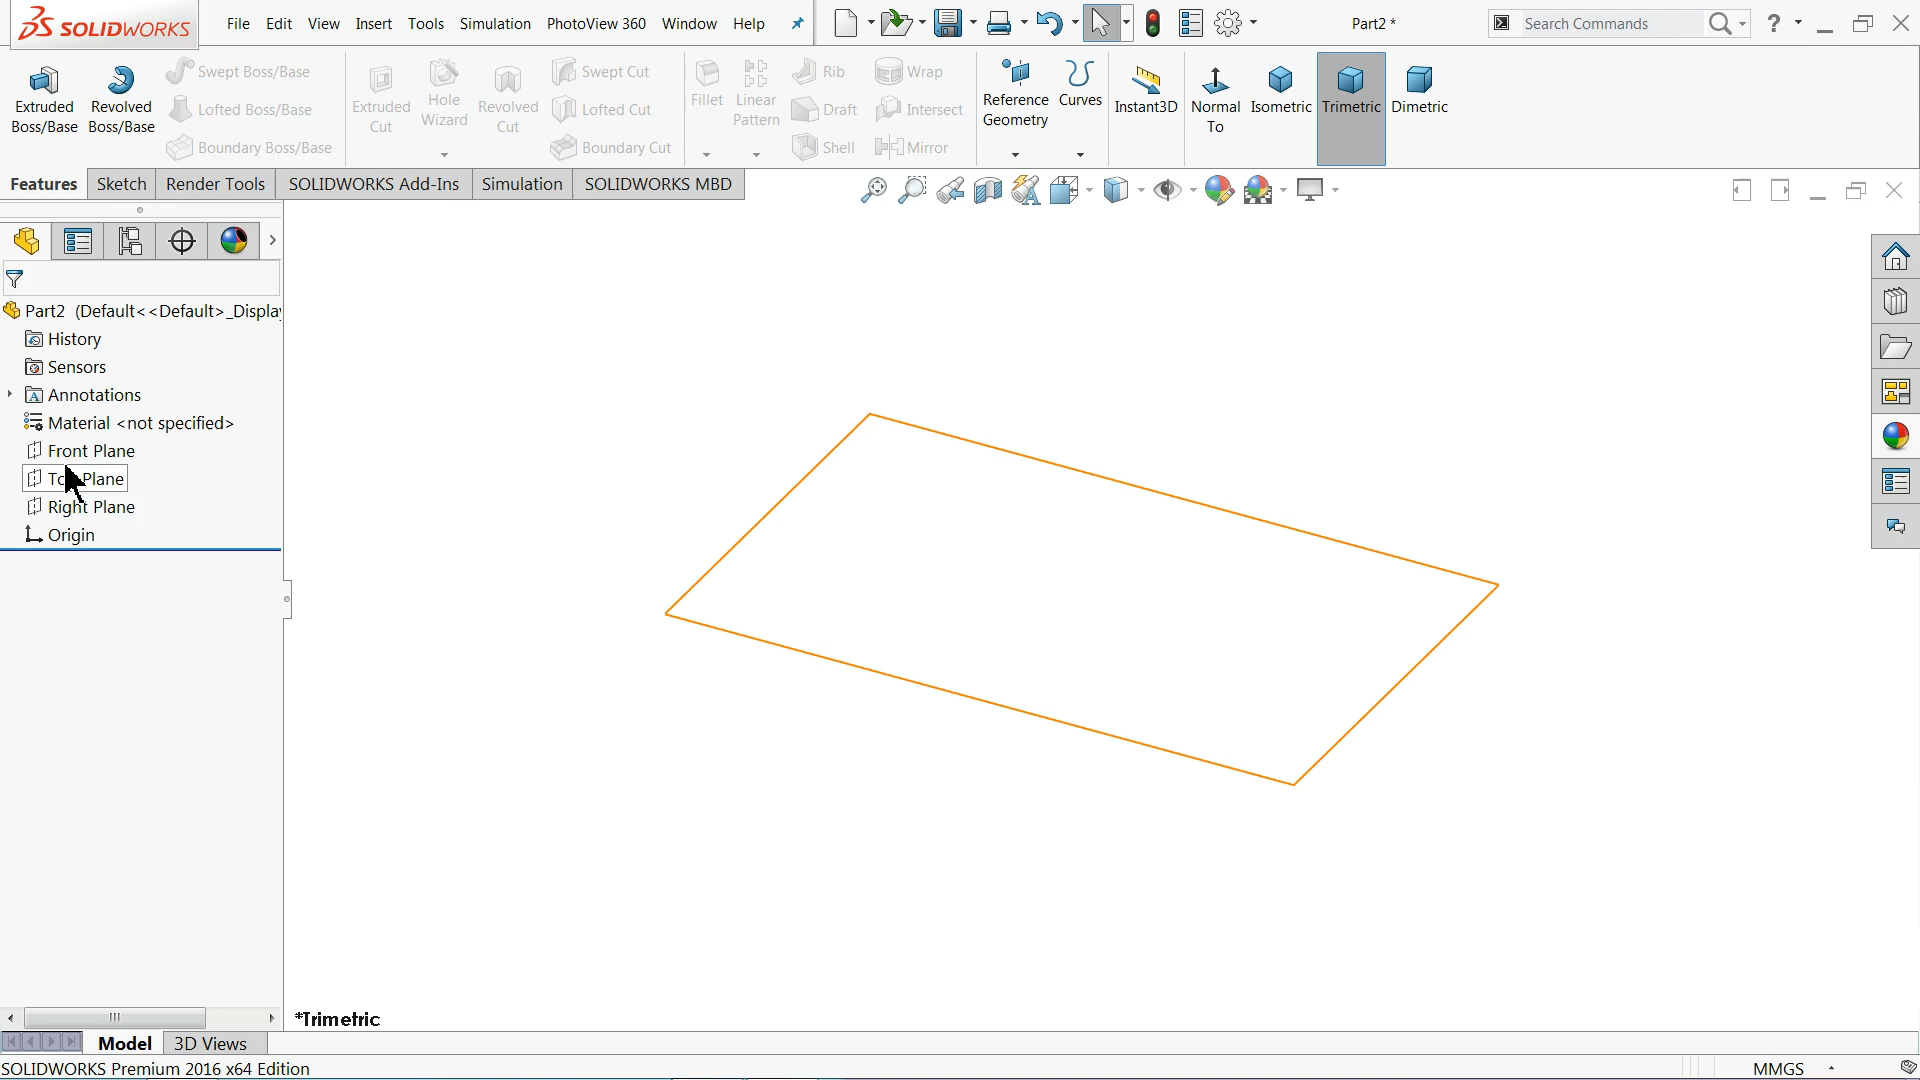 SOLIDWORKS File Edit View Insert Tools Simulation PhotoView 360 Window Help Part2 * Search Commands ?
Extruded Boss/Base
Revolved Boss/Base
Swept Boss/Base
Lofted Boss/Base
Boundary Boss/Base
Extruded Cut
Hole Wizard
Revolved Cut
Swept Cut
Lofted Cut
Boundary Cut
Fillet
Linear Pattern
Rib
Draft
Shell
Wrap
Intersect
Mirror
Reference Geometry
Curves
Instant3D
Normal To
Isometric
Trimetric
Dimetric
Features Sketch Render Tools SOLIDWORKS Add-Ins Simulation SOLIDWORKS MBD
Part2 (Default<<Default>_Displa
History
Sensors
Annotations
Material <not specified>
Front Plane
Plane
Right Plane
Origin
*Trimetric
Model 3D Views
SOLIDWORKS Premium 2016 x64 Edition MMGS